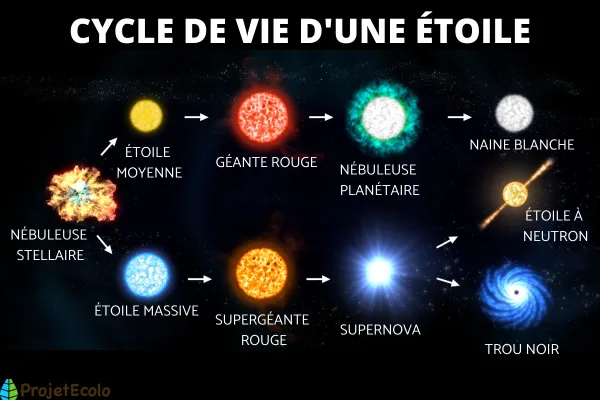 CYCLE DE VIE D'UNE ÉTOILE
ÉTOILE
MOYENNE
GÉANTE ROUGE
NÉBULEUSE
PLANÉTAIRE
NAINE BLANCHE
NÉBULEUSE
STELLAIRE
ÉTOILE À
NEUTRON
ÉTOILE MASSIVE
SUPERGÉANTE
ROUGE
SUPERNOVA
TROU NOIR
ProjetEcolo